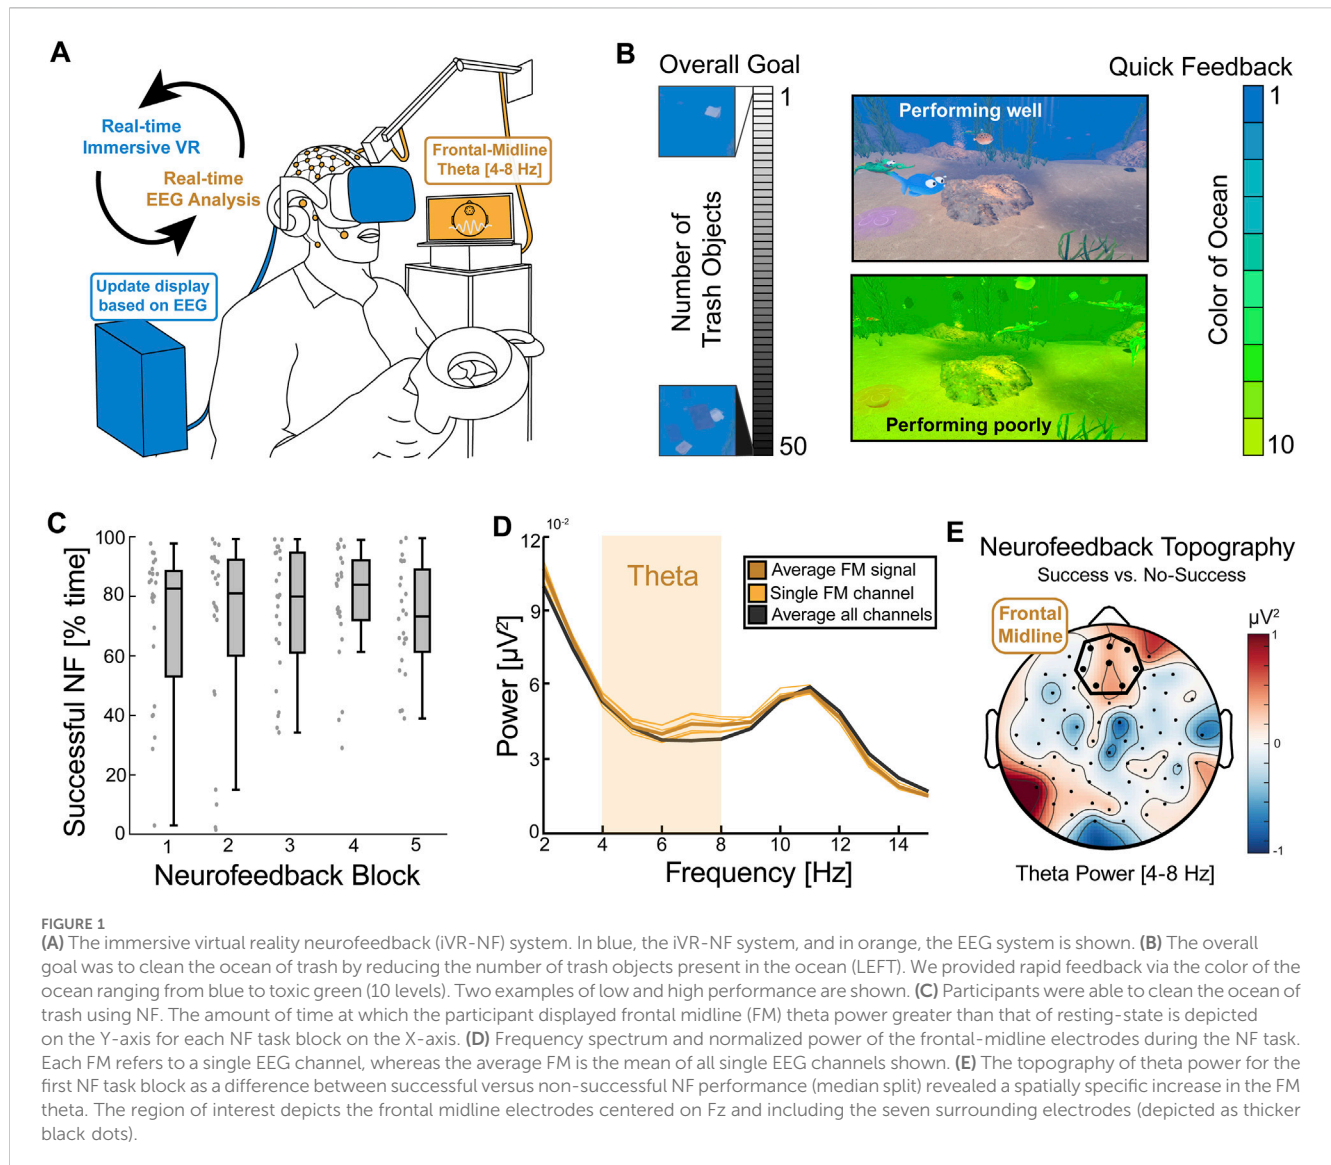 A
Real-time
Immersive VR
Real-time
EEG Analysis
Frontal-Midline
Theta [4-8 Hz]
Update display
based on EEG
B
Overall Goal
1
Number of
Trash Objects
50
Performing well
Performing poorly
Quick Feedback
1
Color of Ocean
10
C
Successful NF [% time]
100
80
60
40
20
0
1 2 3 4 5
Neurofeedback Block
D
10-2
12
9
6
3
0
Power [µV²]
Theta
Average FM signal
Single FM channel
Average all channels
2 4 6 8 10 12 14
Frequency [Hz]
E
Neurofeedback Topography
Success vs. No-Success
Frontal
Midline
µV²
1
0
-1
Theta Power [4-8 Hz]
FIGURE 1
(A) The immersive virtual reality neurofeedback (iVR-NF) system. In blue, the iVR-NF system, and in orange, the EEG system is shown. (B) The overall
goal was to clean the ocean of trash by reducing the number of trash objects present in the ocean (LEFT). We provided rapid feedback via the color of the
ocean ranging from blue to toxic green (10 levels). Two examples of low and high performance are shown. (C) Participants were able to clean the ocean of
trash using NF. The amount of time at which the participant displayed frontal midline (FM) theta power greater than that of resting-state is depicted
on the Y-axis for each NF task block on the X-axis. (D) Frequency spectrum and normalized power of the frontal-midline electrodes during the NF task.
Each FM refers to a single EEG channel, whereas the average FM is the mean of all single EEG channels shown. (E) The topography of theta power for the
first NF task block as a difference between successful versus non-successful NF performance (median split) revealed a spatially specific increase in the FM
theta. The region of interest depicts the frontal midline electrodes centered on Fz and including the seven surrounding electrodes (depicted as thicker
black dots).